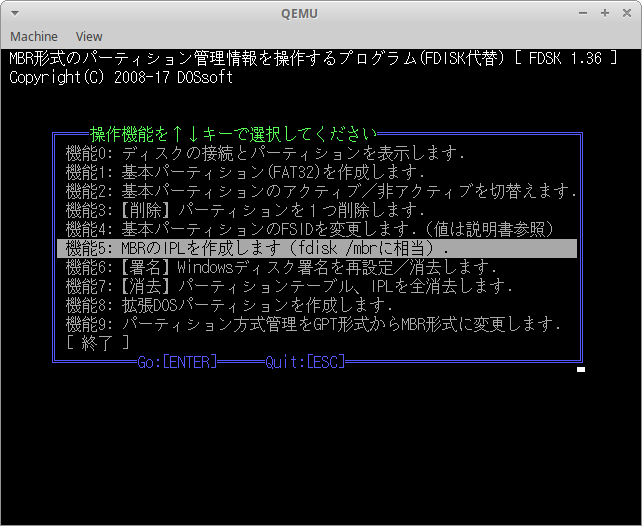 QEMU
Machine View
MBR形式のパーティション管理情報を操作するプログラム(FDISK代替) [ FDSK 1.36 ]
Copyright(C) 2008-17 DOSsoft
操作機能を↑↓キーで選択してください
機能0: ディスクの接続とパーティションを表示します.
機能1: 基本パーティション(FAT32)を作成します.
機能2: 基本パーティションのアクティブ／非アクティブを切替えます.
機能3:【削除】パーティションを１つ削除します.
機能4: 基本パーティションのFSIDを変更します.（値は説明書参照）
機能5: MBRのIPLを作成します（fdisk /mbrに相当）.
機能6:【署名】Windowsディスク署名を再設定／消去します.
機能7:【消去】パーティションテーブル、IPLを全消去します.
機能8: 拡張DOSパーティションを作成します.
機能9: パーティション方式管理をGPT形式からMBR形式に変更します.
[ 終了 ]
Go:[ENTER] Quit:[ESC]